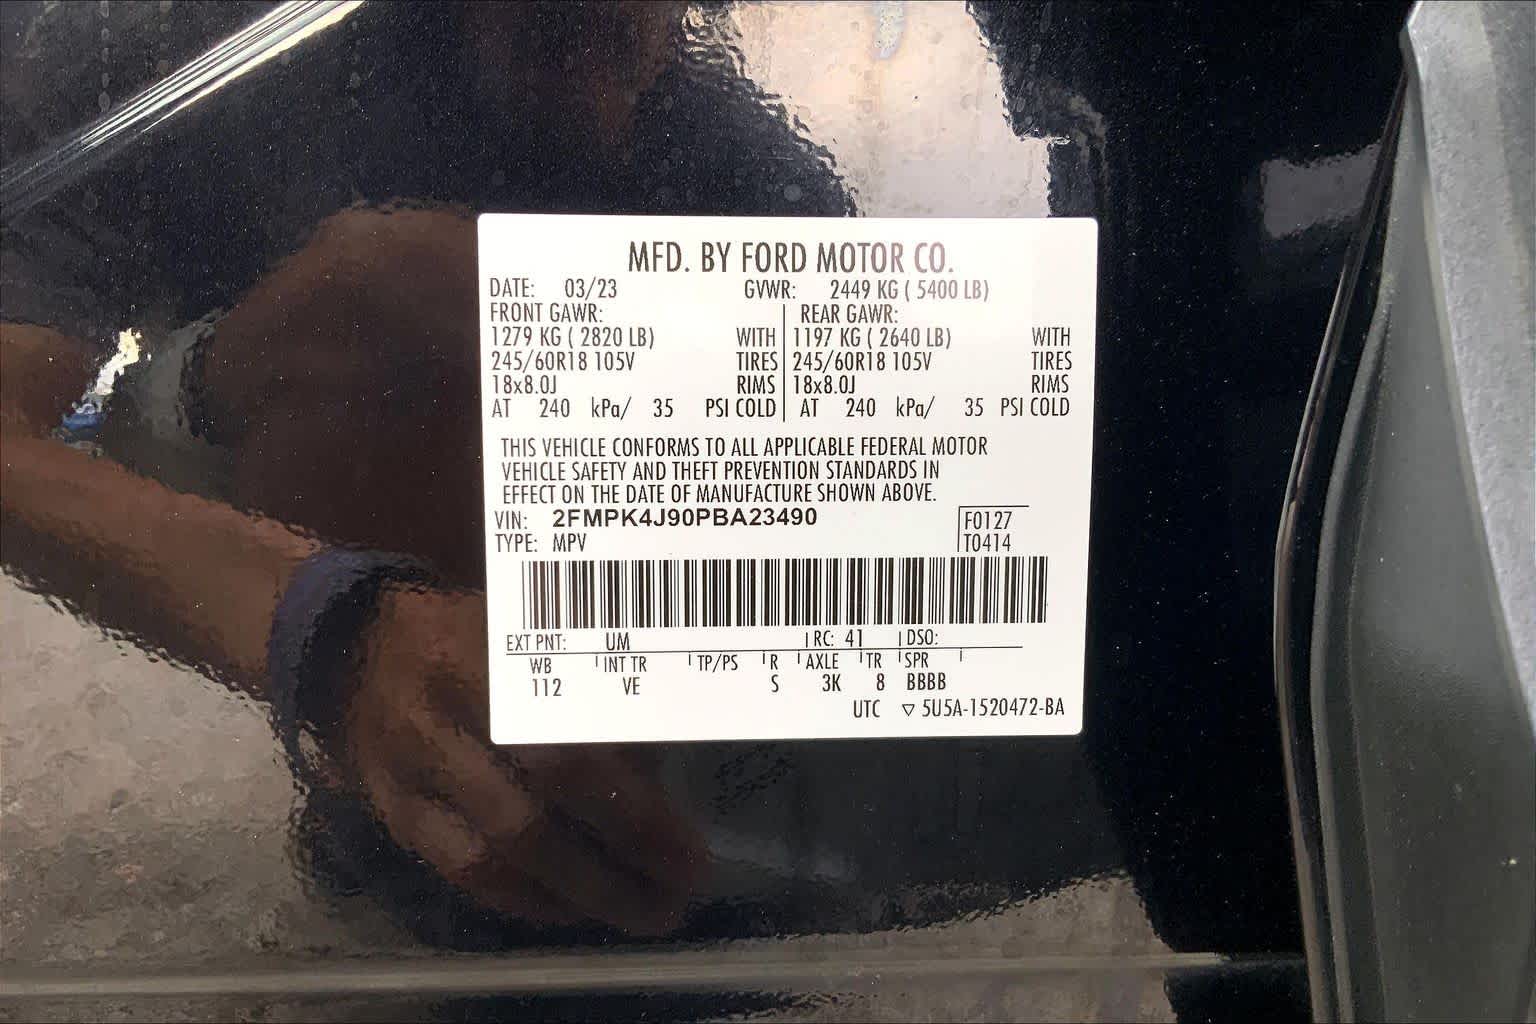 MFD. BY FORD MOTOR CO.
DATE: 03/23 GVWR: 2449 KG ( 5400 LB)
FRONT GAWR: REAR GAWR:
1279 KG ( 2820 LB) WITH 1197 KG ( 2640 LB) WITH
245/60R18 105V TIRES 245/60R18 105V TIRES
18x8.0J RIMS 18x8.0J RIMS
AT 240 kPa/ 35 PSI COLD AT 240 kPa/ 35 PSI COLD
THIS VEHICLE CONFORMS TO ALL APPLICABLE FEDERAL MOTOR
VEHICLE SAFETY AND THEFT PREVENTION STANDARDS IN
EFFECT ON THE DATE OF MANUFACTURE SHOWN ABOVE.
VIN: 2FMPK4J90PBA23490 F0127
TYPE: MPV T0414
EXT PNT: UM RC: 41 DSO:
WB INT TR TP/PS R AXLE TR SPR
112 VE S 3K 8 BBBB
UTC ▽ 5U5A-1520472-BA